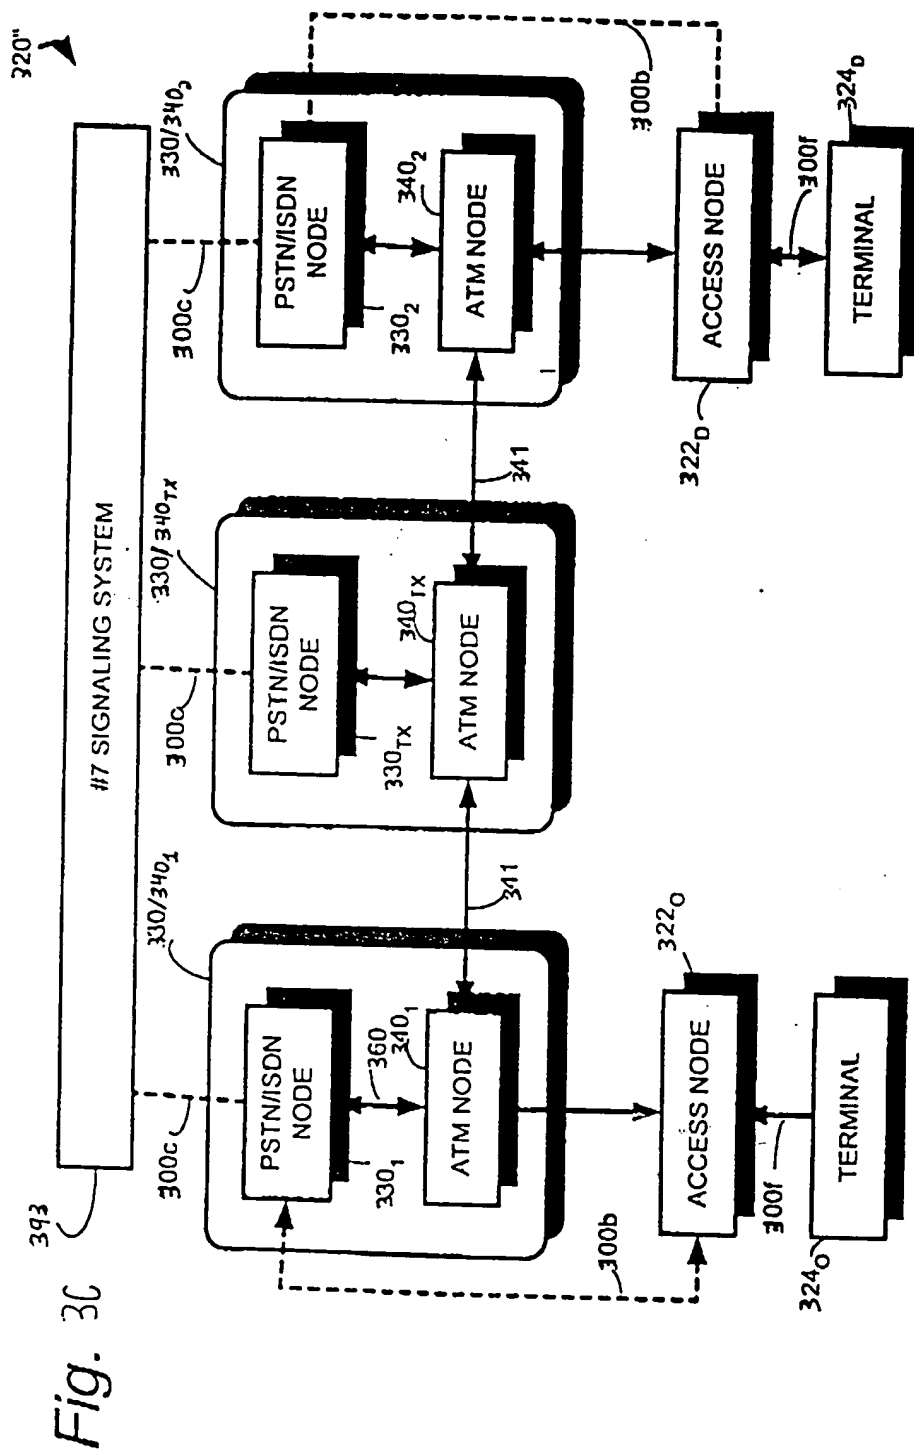 320"
#7 SIGNALING SYSTEM
393
300c
300c
300c
330/340₁
330/340TX
330/340₂
PSTN/ISDN
NODE
PSTN/ISDN
NODE
PSTN/ISDN
NODE
330₁
360
340₁
330TX
340TX
330₂
340₂
ATM NODE
ATM NODE
ATM NODE
341
341
300b
300b
322O
322D
ACCESS NODE
ACCESS NODE
300f
300f
324O
324D
TERMINAL
TERMINAL
Fig. 3C